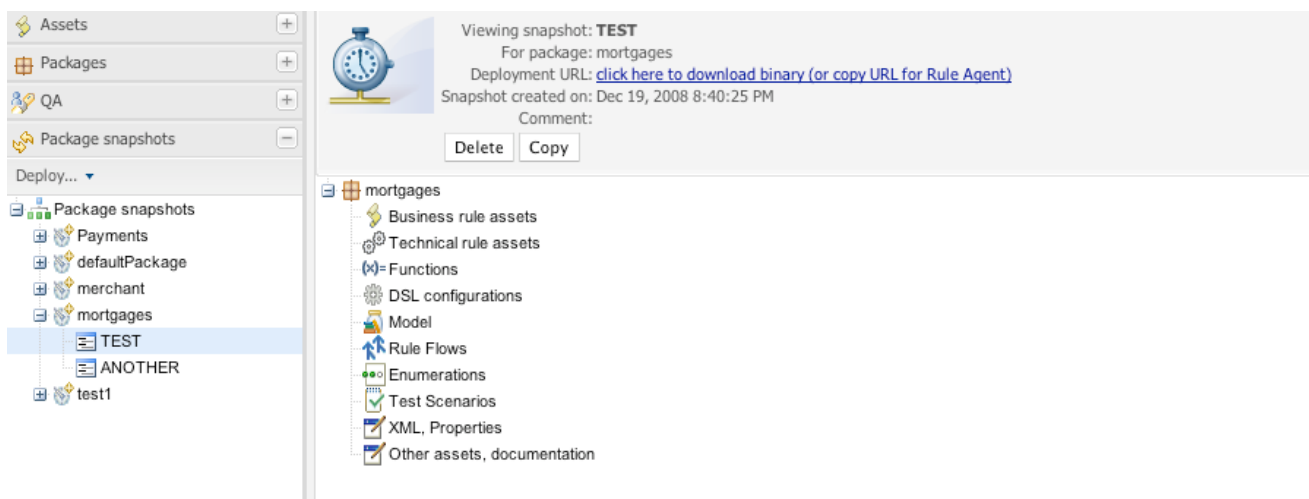 Assets
Packages
QA
Package snapshots
Deploy...
Package snapshots
Payments
defaultPackage
merchant
mortgages
TEST
ANOTHER
test1
Viewing snapshot: TEST
For package: mortgages
Deployment URL: click here to download binary (or copy URL for Rule Agent)
Snapshot created on: Dec 19, 2008 8:40:25 PM
Comment:
Delete Copy
mortgages
Business rule assets
Technical rule assets
(x)= Functions
DSL configurations
Model
Rule Flows
Enumerations
Test Scenarios
XML, Properties
Other assets, documentation